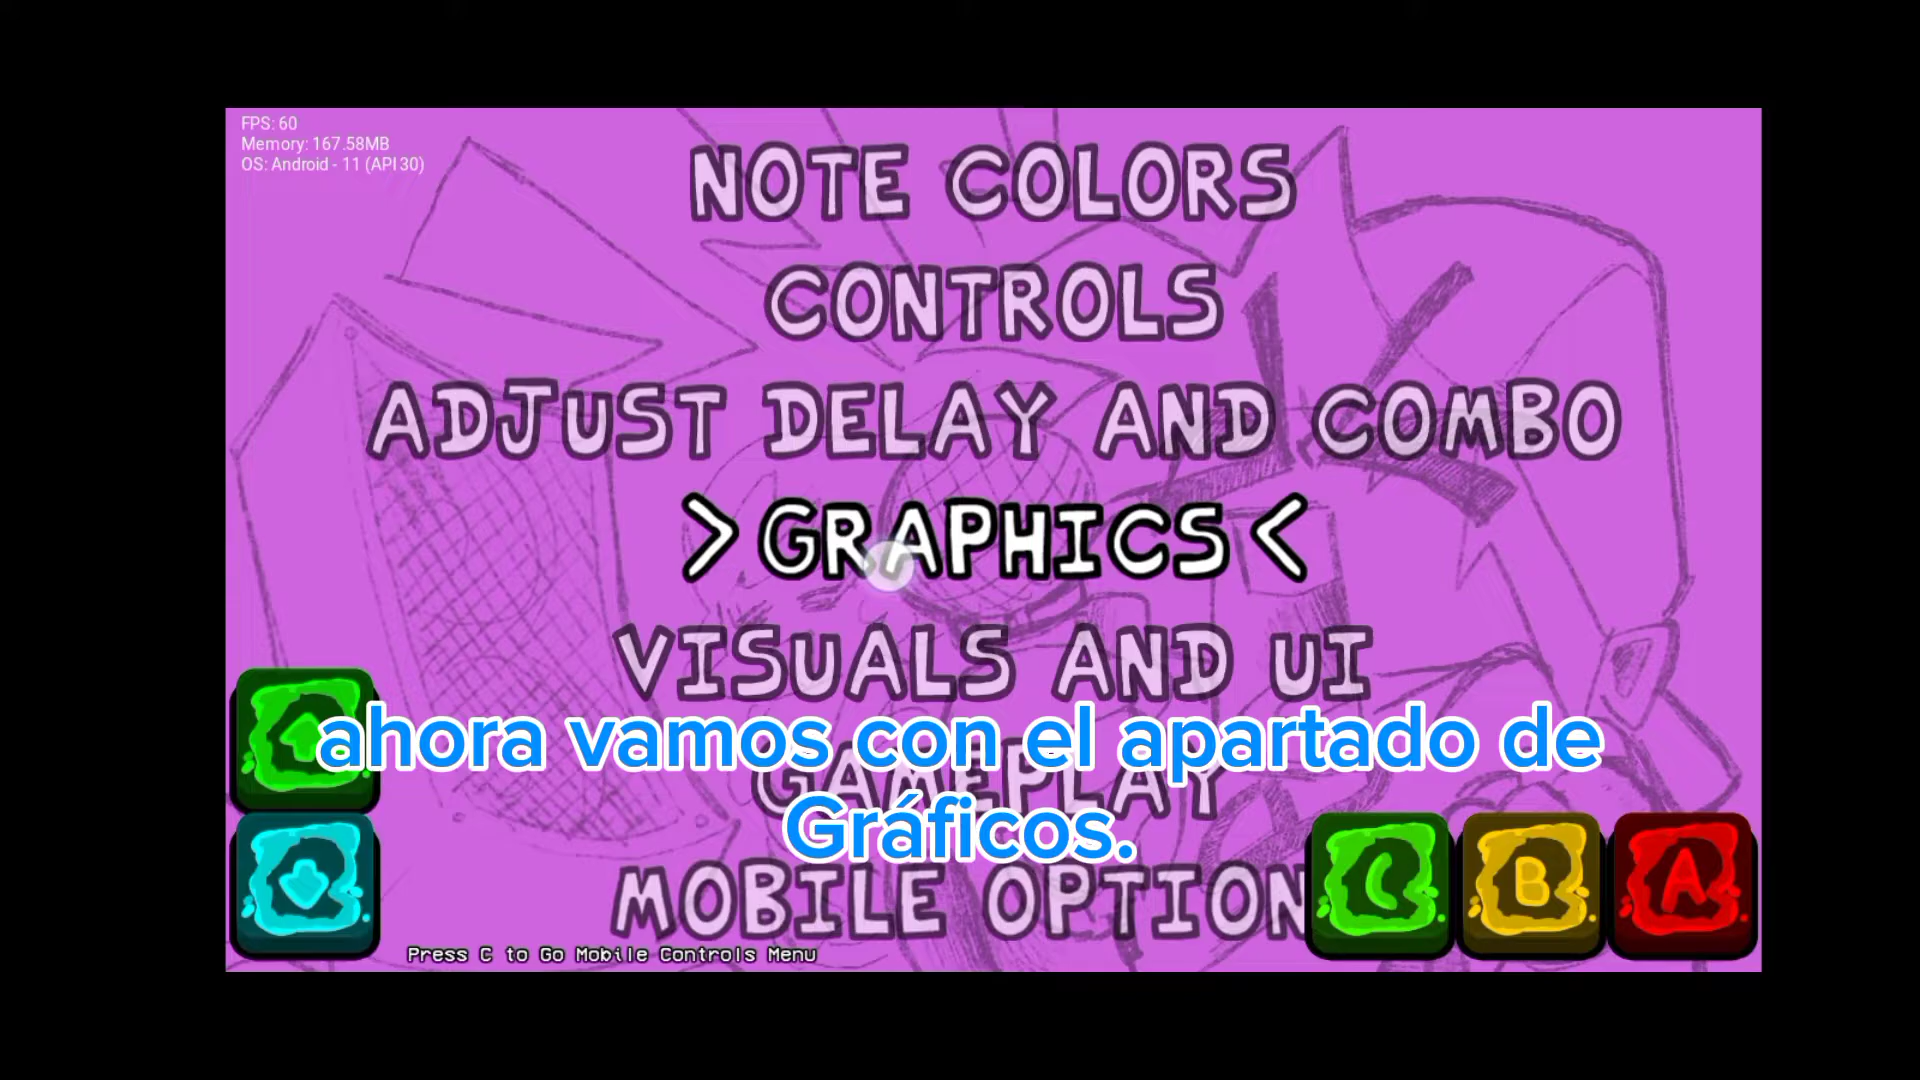 FPS: 60
Memory: 167.58MB
OS: Android - 11 (API 30)
NOTE COLORS
CONTROLS
ADJUST DELAY AND COMBO
>GRAPHICS<
VISUALS AND UI
ahora vamos con el apartado de
GAMEPLAY
Gráficos.
MOBILE OPTION
C B A
Press C to Go Mobile Controls Menu